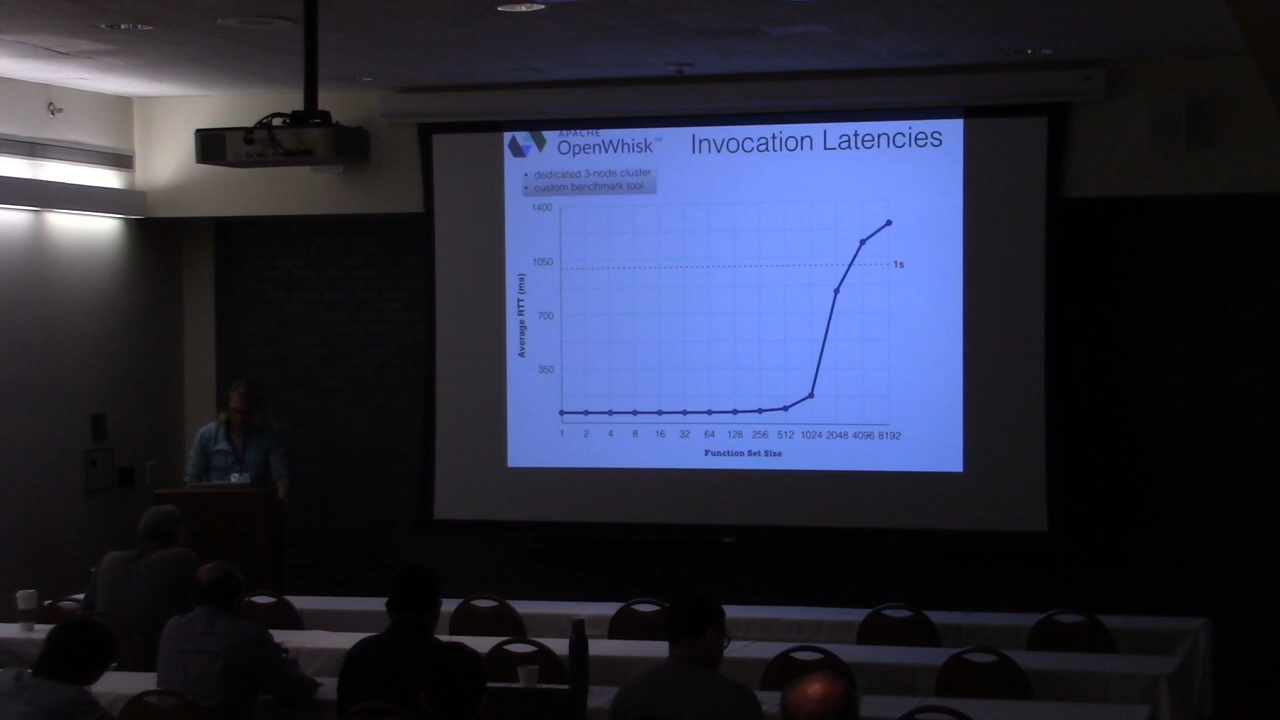 APACHE
OpenWhisk™
Invocation Latencies
• dedicated 3-node cluster
• custom benchmark tool
1400
1050
700
350
Average RTT (ms)
1s
1 2 4 8 16 32 64 128 256 512 1024 2048 4096 8192
Function Set Size